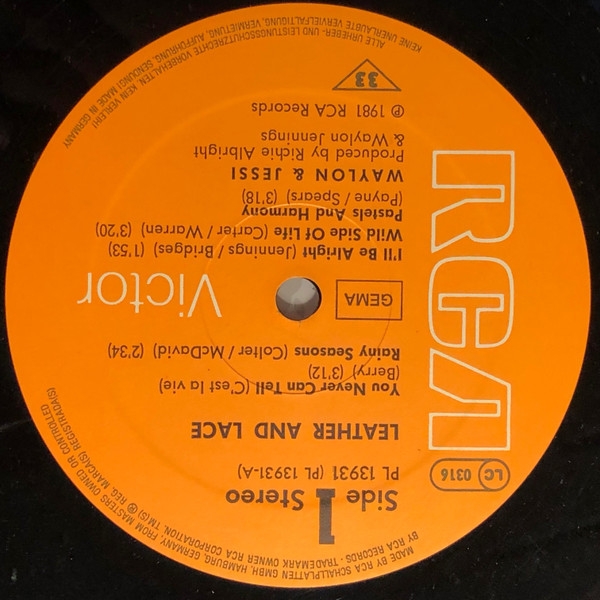 Side 1 Stereo
PL 13931 (PL 13931-A)
LC 0316
LEATHER AND LACE
You Never Can Tell (C'est la vie)
(Berry) (3'12)
Rainy Seasons (Colter / McDavid) (2'34)
GEMA
RCA
Victor
I'll Be Alright (Jennings / Bridges) (1'53)
Wild Side Of Life (Carter / Warren) (3'20)
Pastels And Harmony
(Payne / Spears) (3'18)
WAYLON & JESSI
Produced by Richie Albright
& Waylon Jennings
℗ 1981 RCA Records
33
MADE BY RCA SCHALLPLATTEN GMBH, HAMBURG, GERMANY, FROM MASTERS OWNED OR CONTROLLED
BY RCA RECORDS - TRADEMARK OWNER RCA CORPORATION, TM(S) ® REG. MARCA(S) REGISTRADA(S)
ALLE URHEBER- UND LEISTUNGSSCHUTZRECHTE VORBEHALTEN. KEIN VERLEIH!
KEINE UNERLAUBTE VERVIELFÄLTIGUNG, VERMIETUNG, AUFFÜHRUNG, SENDUNG! MADE IN GERMANY